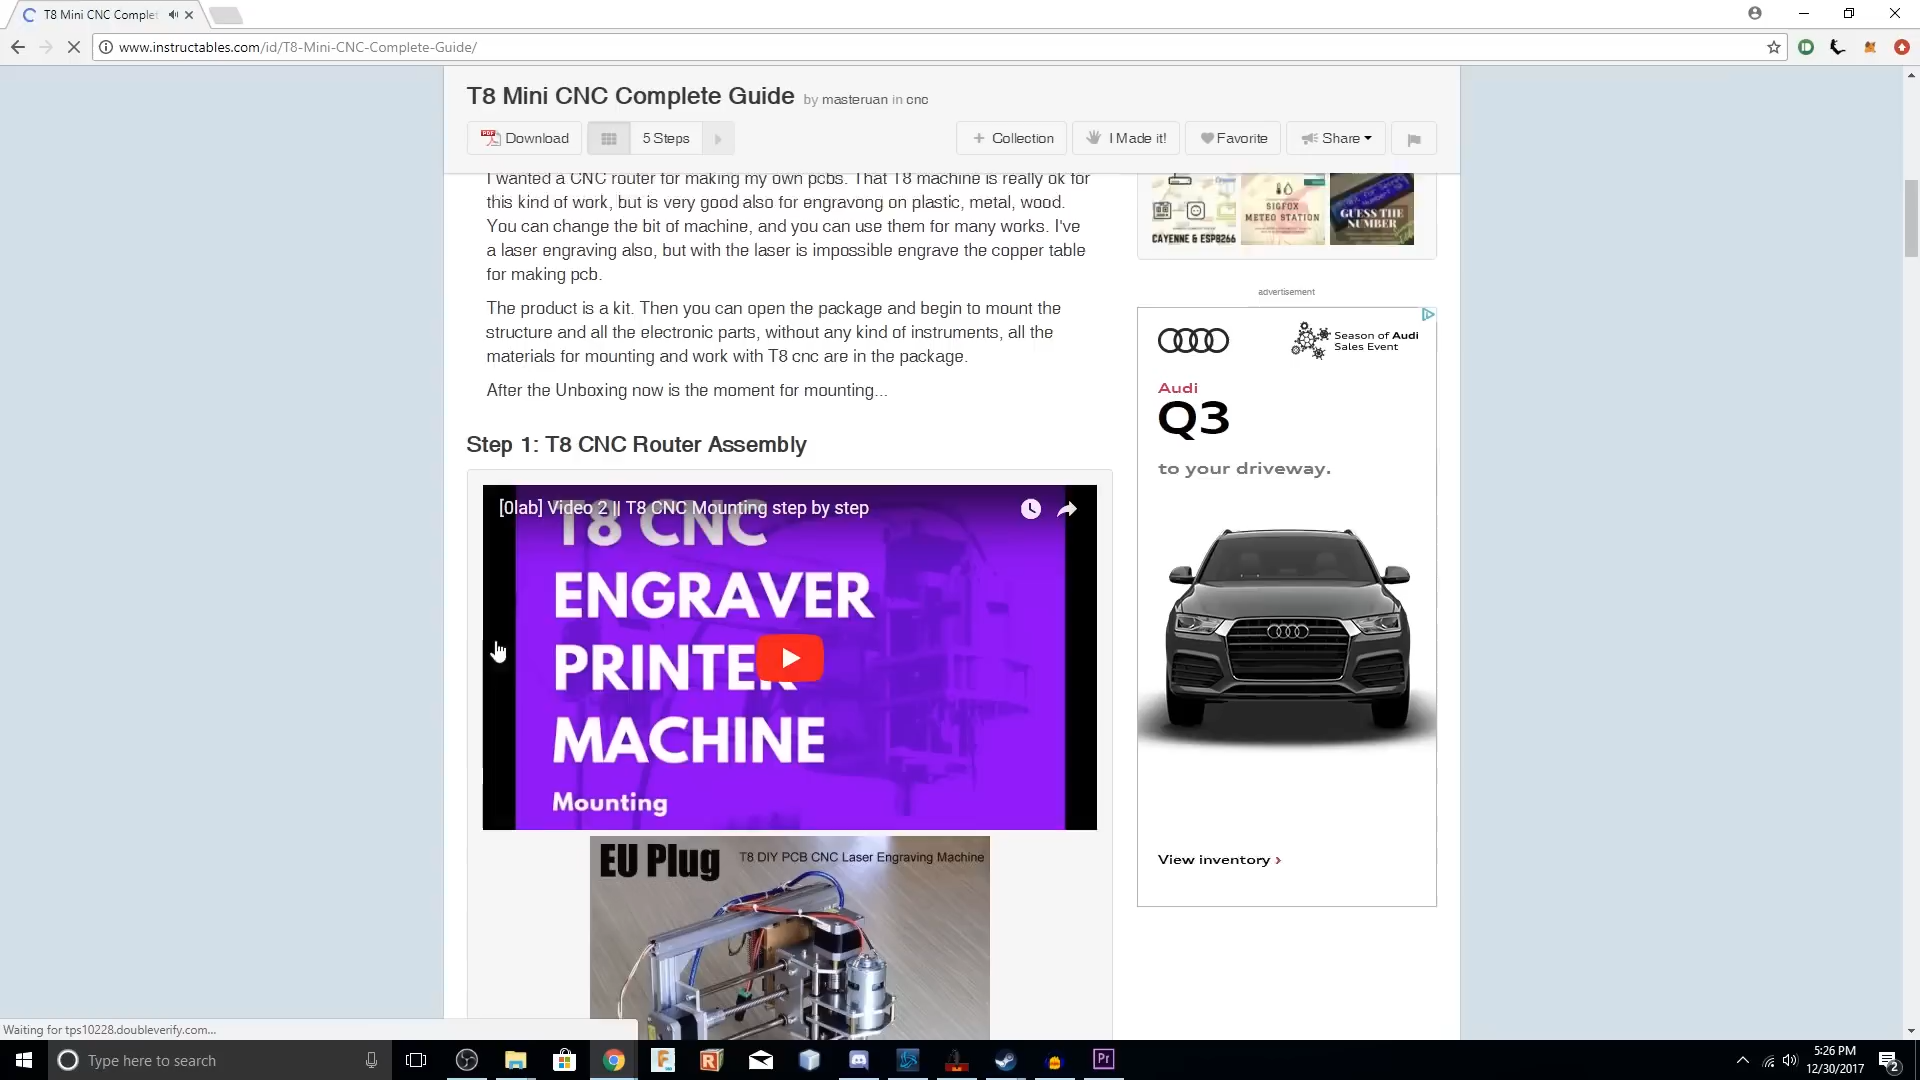 T8 Mini CNC Complet
www.instructables.com/id/T8-Mini-CNC-Complete-Guide/
T8 Mini CNC Complete Guide by masteruan in cnc
Download
5 Steps
Collection
I Made it!
Favorite
Share
I wanted a CNC router for making my own pcbs. That T8 machine is really ok for
this kind of work, but is very good also for engravong on plastic, metal, wood.
You can change the bit of machine, and you can use them for many works. I've
a laser engraving also, but with the laser is impossible engrave the copper table
for making pcb.
The product is a kit. Then you can open the package and begin to mount the
structure and all the electronic parts, without any kind of instruments, all the
materials for mounting and work with T8 cnc are in the package.
After the Unboxing now is the moment for mounting...
Step 1: T8 CNC Router Assembly
[0lab] Video 2 || T8 CNC Mounting step by step
T8 CNC
ENGRAVER
PRINTER
MACHINE
Mounting
EU Plug
T8 DIY PCB CNC Laser Engraving Machine
CAYENNE & ESP8266
SIGFOX
METEO STATION
GUESS THE
NUMBER
advertisement
Season of Audi
Sales Event
Audi
Q3
to your driveway.
View inventory >
Waiting for tps10228.doubleverify.com...
Type here to search
Pr
5:26 PM
12/30/2017
2